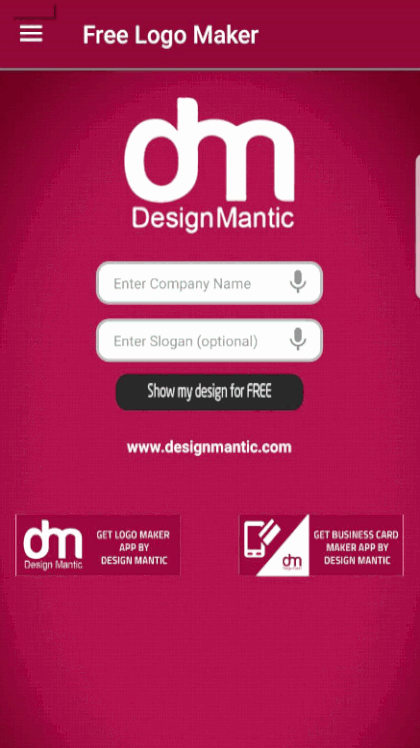 Free Logo Maker
dm
DesignMantic
Enter Company Name
Enter Slogan (optional)
Show my design for FREE
www.designmantic.com
dm
Design Mantic
GET LOGO MAKER
APP BY
DESIGN MANTIC
dm
GET BUSINESS CARD
MAKER APP BY
DESIGN MANTIC